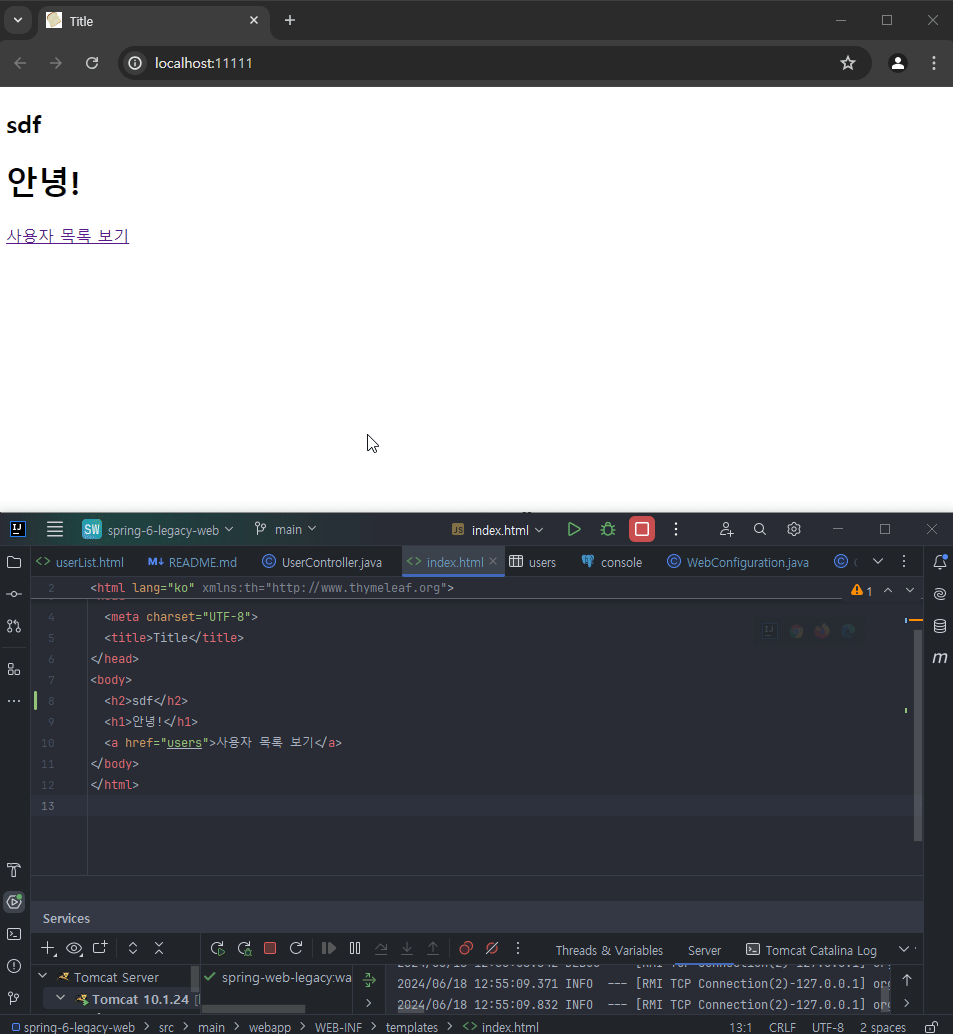 Title
localhost:11111
sdf
안녕!
사용자 목록 보기
SW spring-6-legacy-web main index.html
userList.html README.md UserController.java index.html users console WebConfiguration.java
2 <html lang="ko" xmlns:th="http://www.thymeleaf.org"> 1
4 <meta charset="UTF-8">
5 <title>Title</title>
6 </head>
7 <body>
8 <h2>sdf</h2>
9 <h1>안녕!</h1>
10 <a href="users">사용자 목록 보기</a>
11 </body>
12 </html>
13
Services
Threads & Variables Server Tomcat Catalina Log
Tomcat Server
Tomcat 10.1.24
spring-web-legacy:wa
2024/06/18 12:55:09.371 INFO --- [RMI TCP Connection(2)-127.0.0.1] org
2024/06/18 12:55:09.832 INFO --- [RMI TCP Connection(2)-127.0.0.1] org
spring-6-legacy-web > src > main > webapp > WEB-INF > templates > index.html 13:1 CRLF UTF-8 2 spaces